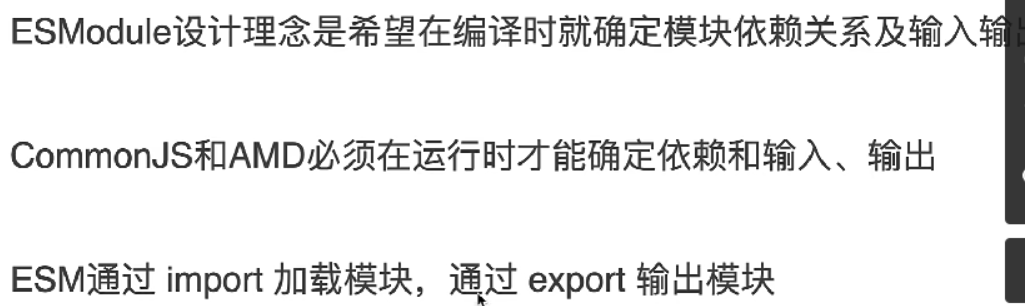 ESModule设计理念是希望在编译时就确定模块依赖关系及输入输出
CommonJS和AMD必须在运行时才能确定依赖和输入、输出
ESM通过 import 加载模块，通过 export 输出模块